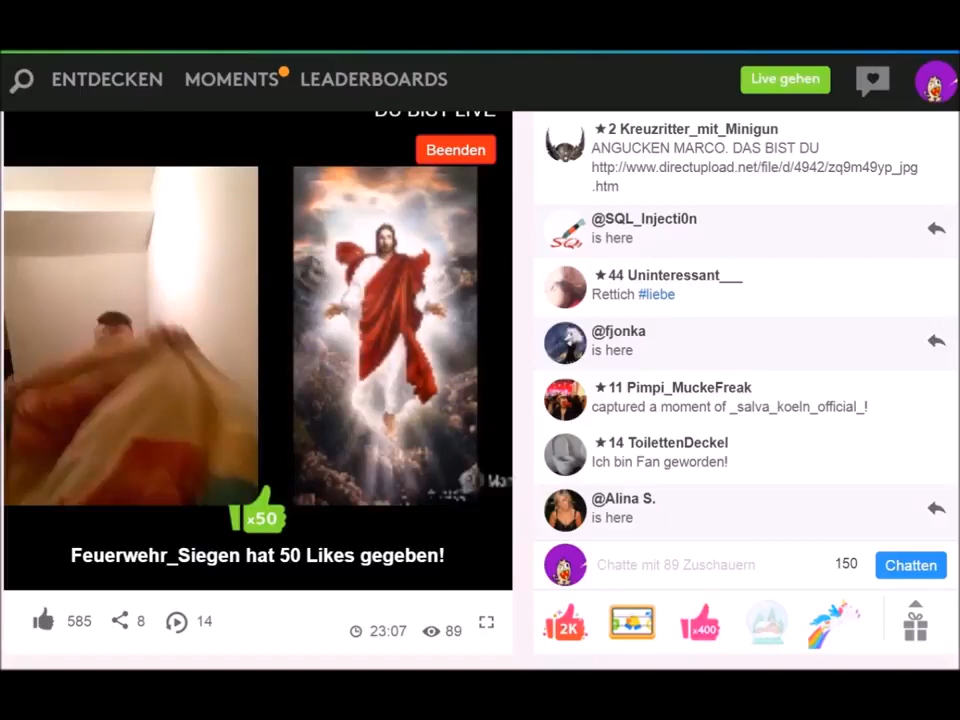 ENTDECKEN MOMENTS LEADERBOARDS Live gehen
DU BIST LIVE
Beenden
x50
Feuerwehr_Siegen hat 50 Likes gegeben!
585 8 14 23:07 89
★2 Kreuzritter_mit_Minigun
ANGUCKEN MARCO. DAS BIST DU
http://www.directupload.net/file/d/4942/zq9m49yp_jpg
.htm
@SQL_Injecti0n
is here
★44 Uninteressant___
Rettich #liebe
@fjonka
is here
★11 Pimpi_MuckeFreak
captured a moment of _salva_koeln_official_!
★14 ToilettenDeckel
Ich bin Fan geworden!
@Alina S.
is here
Chatte mit 89 Zuschauern 150 Chatten
2K x400